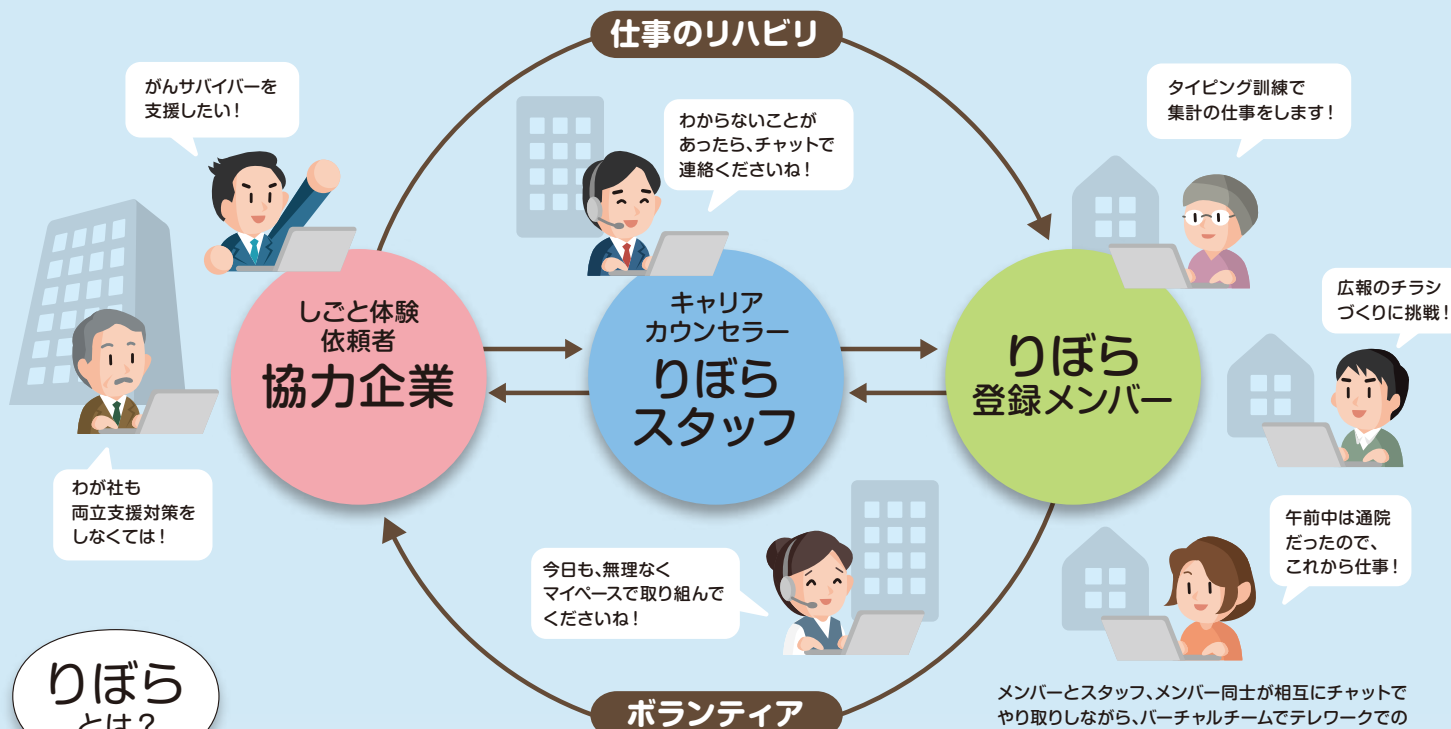 仕事のリハビリ
がんサバイバーを
支援したい！
わからないことが
あったら、チャットで
連絡くださいね！
タイピング訓練で
集計の仕事をします！
広報のチラシ
づくりに挑戦！
しごと体験
依頼者
協力企業
キャリア
カウンセラー
りぼら
スタッフ
りぼら
登録メンバー
わが社も
両立支援対策を
しなくては！
今日も、無理なく
マイペースで取り組んで
くださいね！
午前中は通院
だったので、
これから仕事！
りぼら
とは？
ボランティア
メンバーとスタッフ、メンバー同士が相互にチャットで
やり取りしながら、バーチャルチームでテレワークでの